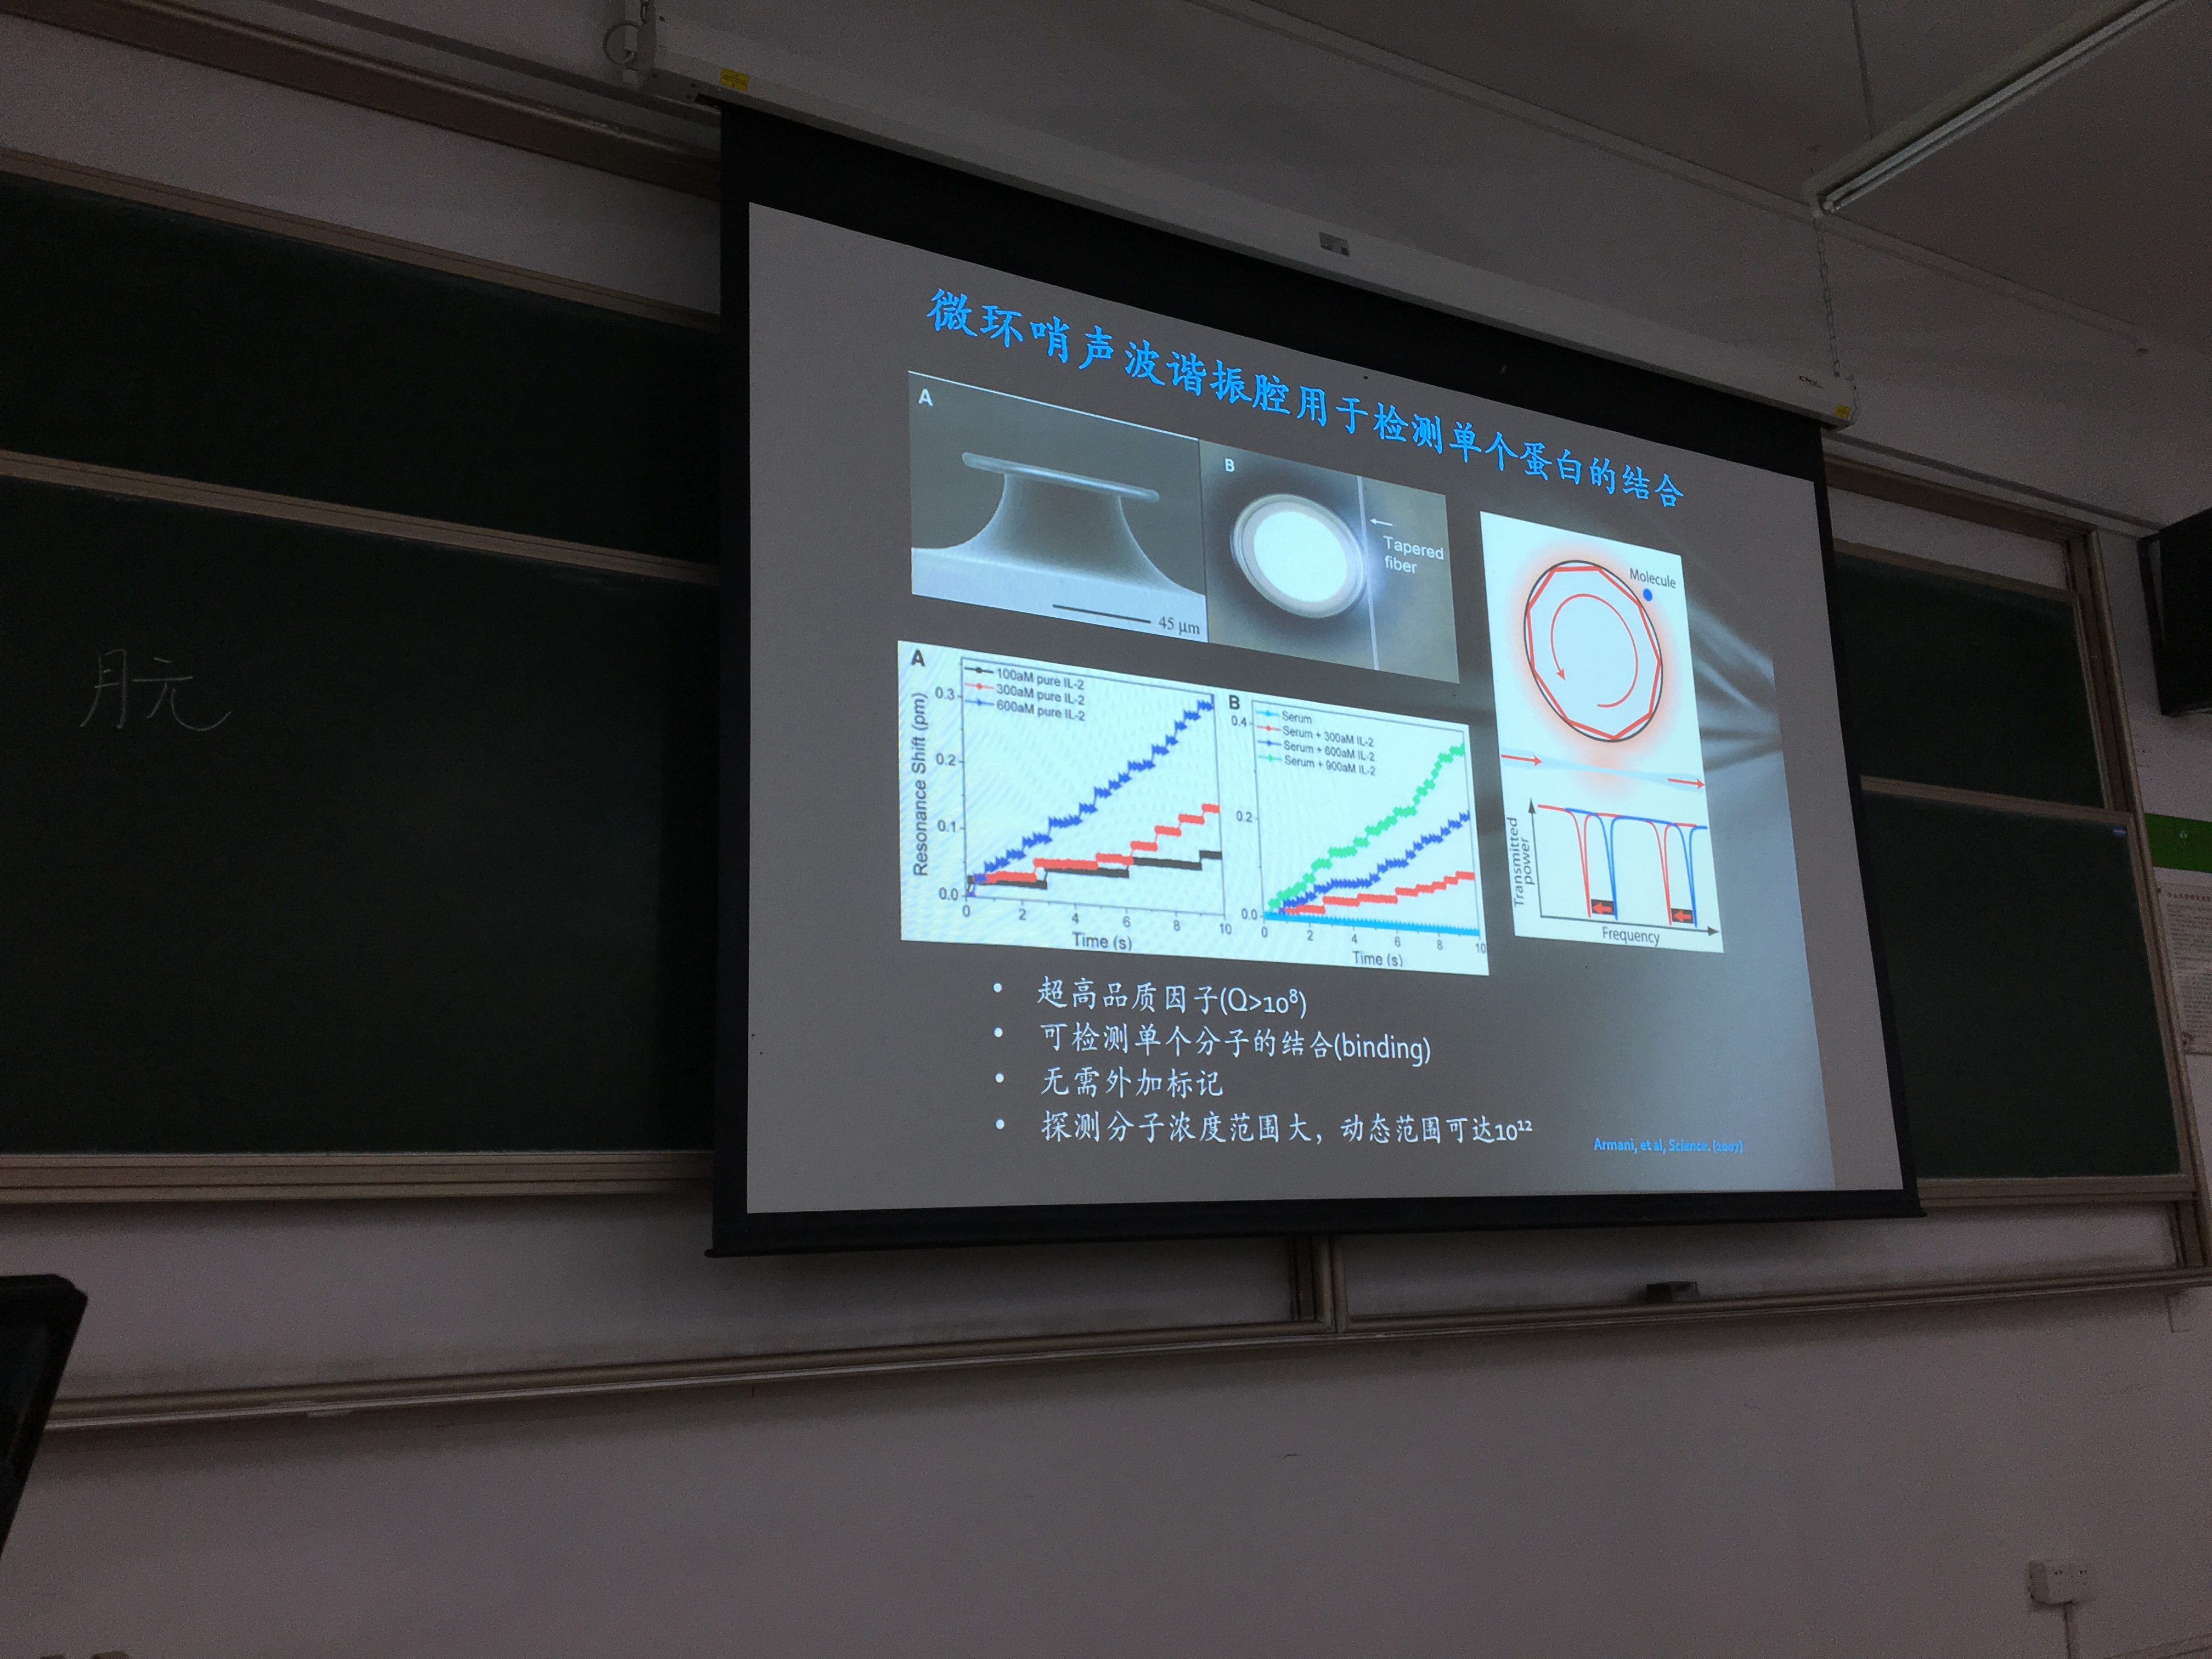 微环哨声波谐振腔用于检测单个蛋白的结合
A
B
Tapered
fiber
45 μm
Molecule
A
100aM pure IL-2
300aM pure IL-2
600aM pure IL-2
Resonance Shift (pm)
0.3
0.2
0.1
0.0
0 2 4 6 8 10
Time (s)
B
Serum
Serum + 300aM IL-2
Serum + 600aM IL-2
Serum + 900aM IL-2
0.4
0.2
0.0
0 2 4 6 8 10
Time (s)
Transmitted
power
Frequency
• 超高品质因子(Q>10⁸)
• 可检测单个分子的结合(binding)
• 无需外加标记
• 探测分子浓度范围大，动态范围可达10¹²
Armani, et al, Science. (2007)
朊